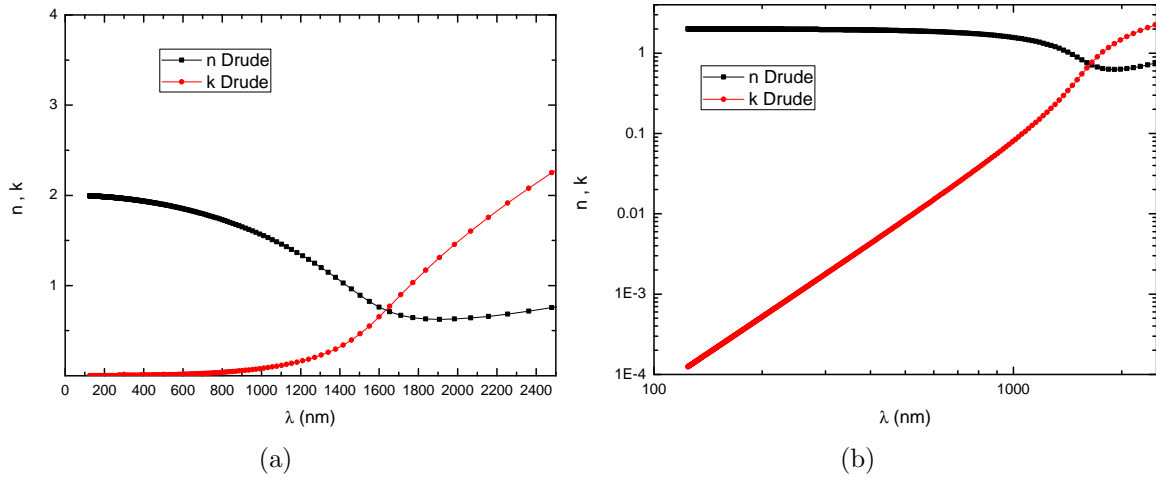 4
3
2
1
n , k
n Drude
k Drude
0 200 400 600 800 1000 1200 1400 1600 1800 2000 2200 2400
λ (nm)
(a)
1
0.1
0.01
1E-3
1E-4
n , k
n Drude
k Drude
100 1000
λ (nm)
(b)